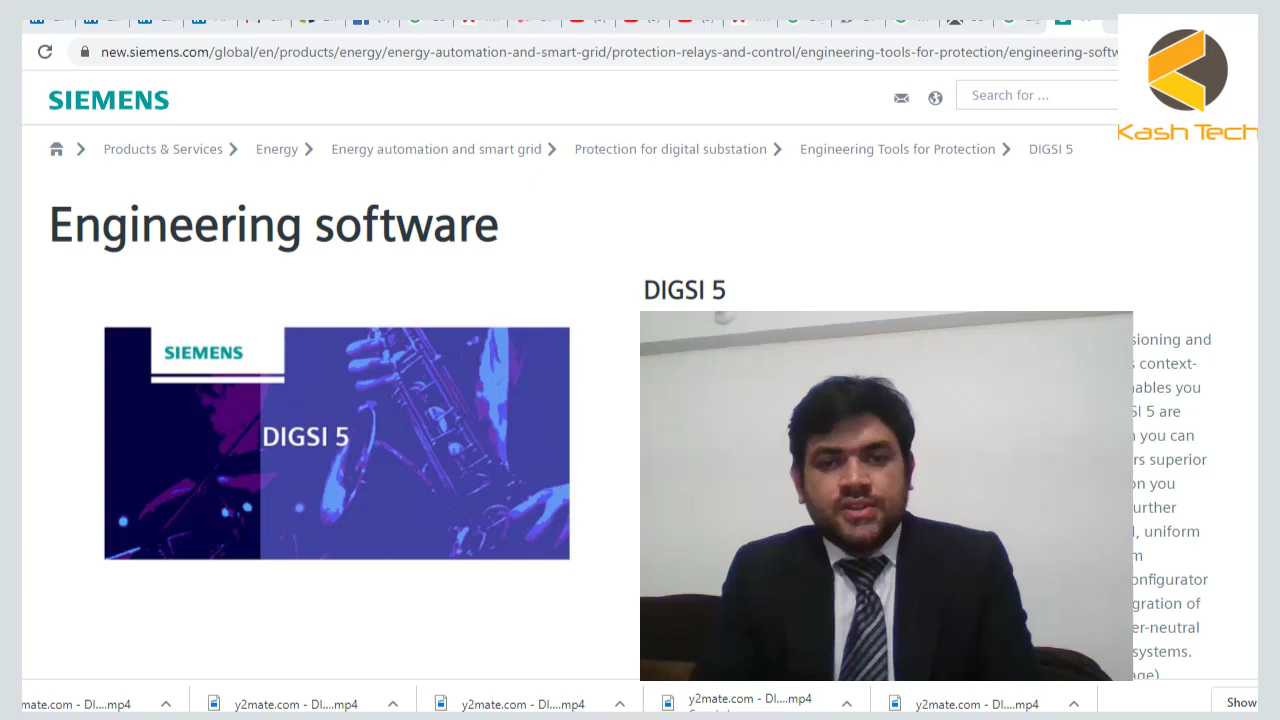 new.siemens.com/global/en/products/energy/energy-automation-and-smart-grid/protection-relays-and-control/engineering-tools-for-protection/engineering-softw
SIEMENS
Search for ...
Kash Tech
Products & Services
Energy
Energy automation and smart grid
Protection for digital substation
Engineering Tools for Protection
DIGSI 5
Engineering software
DIGSI 5
SIEMENS
DIGSI 5
sioning and
context-
ables you
SI 5 are
you can
rs superior
on you
urther
, uniform
m
onfigurator
gration of
er-neutral
systems.
age)
mate.com - DI....mp4
y2mate.com - DI....mp4
y2mate.com - DI....mp4
y2mate.com - DI....mp4
y2mate.com - DI....mp4
Show